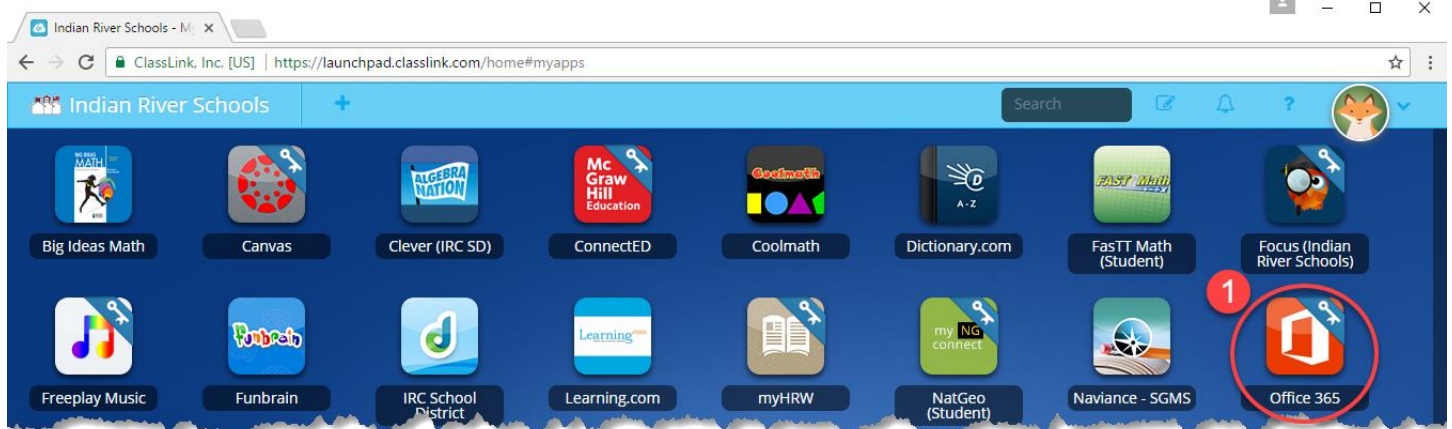 Indian River Schools - My
ClassLink, Inc. [US] | https://launchpad.classlink.com/home#myapps
Indian River Schools
+
Search
?
BIG IDEAS
MATH
ALGEBRA
NATION
Mc
Graw
Hill
Education
Coolmath
D
A-Z
FASTT Math
my NG
connect
Big Ideas Math
Canvas
Clever (IRC SD)
ConnectED
Coolmath
Dictionary.com
FasTT Math
(Student)
Focus (Indian
River Schools)
1
Funbrain
d
Learning.com
Freeplay Music
Funbrain
IRC School
District
Learning.com
myHRW
NatGeo
(Student)
Naviance - SGMS
Office 365